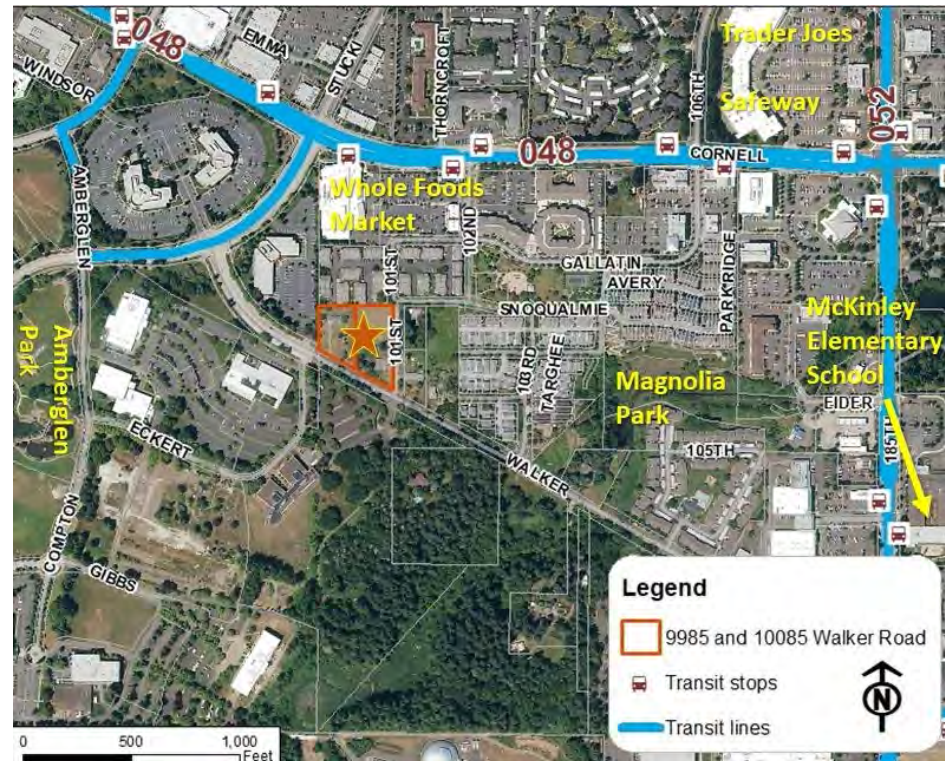 048
EMMA
WINDSOR
STUCKI
THORNCROFT
106TH
Trader Joes
Safeway
052
048
CORNELL
AMBERGLEN
Whole Foods
Market
102ND
101ST
GALLATIN
AVERY
PARKRIDGE
SNOQUALMIE
101ST
103RD
TARGHEE
McKinley
Elementary
School
EIDER
Magnolia
Park
Amberglen
Park
185TH
105TH
WALKER
ECKERT
COMPTON
GIBBS
Legend
9985 and 10085 Walker Road
Transit stops
Transit lines
N
0 500 1,000
Feet